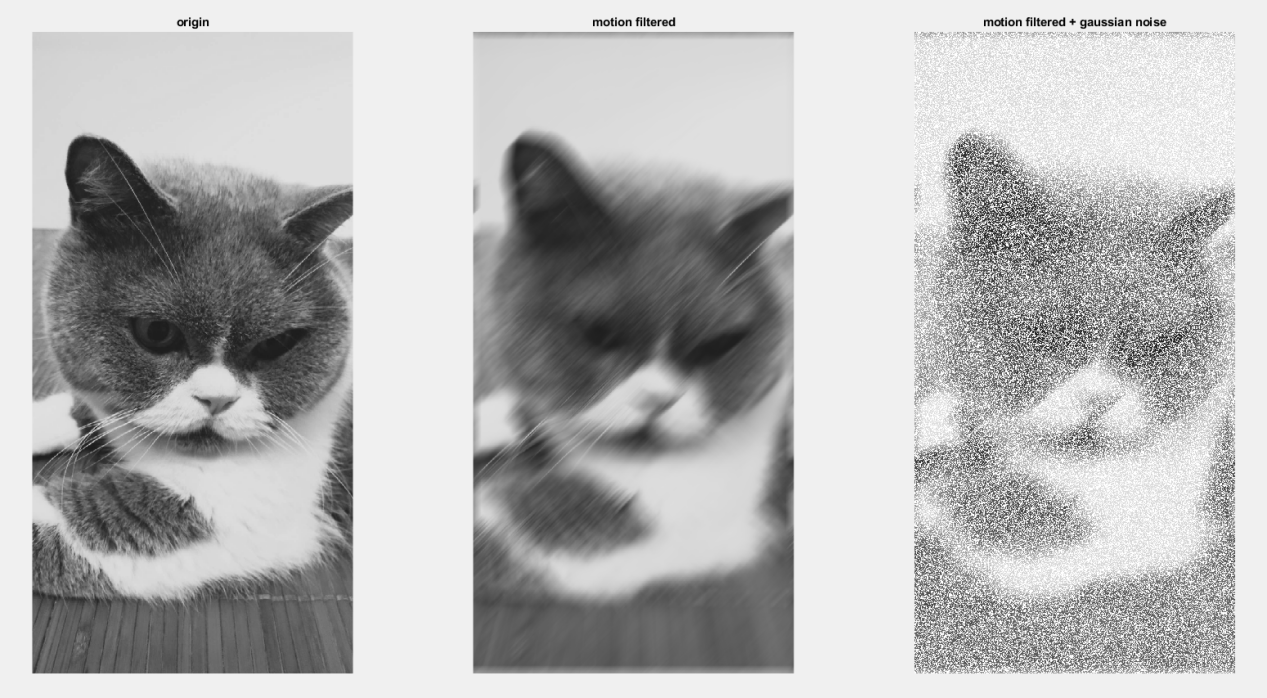 origin
motion filtered
motion filtered + gaussian noise